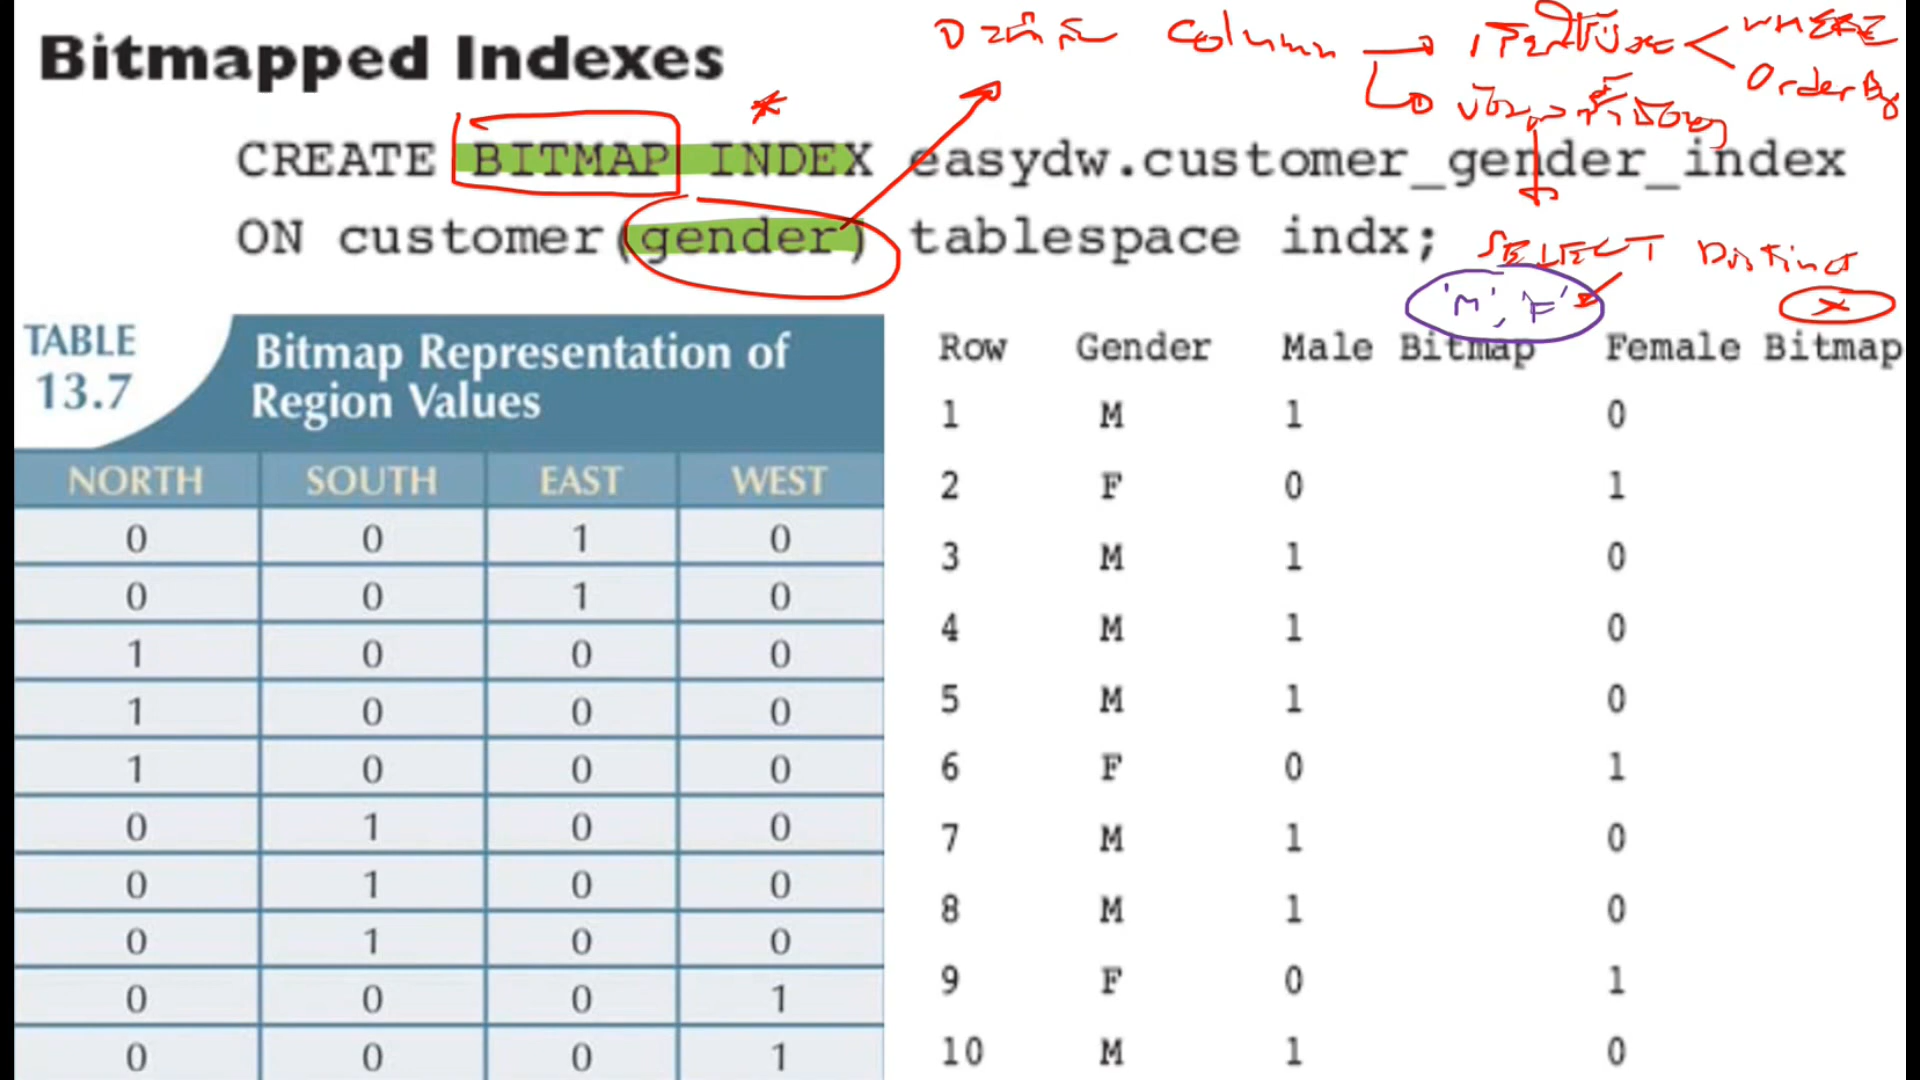 Bitmapped Indexes
Column
WHERE
Order By
CREATE BITMAP INDEX easydw.customer_gender_index
ON customer(gender) tablespace indx;
SELECT Distinct
'M', 'F'
x
TABLE
13.7
Bitmap Representation of
Region Values
NORTH SOUTH EAST WEST
0 0 1 0
0 0 1 0
1 0 0 0
1 0 0 0
1 0 0 0
0 1 0 0
0 1 0 0
0 1 0 0
0 0 0 1
0 0 0 1
Row Gender Male Bitmap Female Bitmap
1 M 1 0
2 F 0 1
3 M 1 0
4 M 1 0
5 M 1 0
6 F 0 1
7 M 1 0
8 M 1 0
9 F 0 1
10 M 1 0